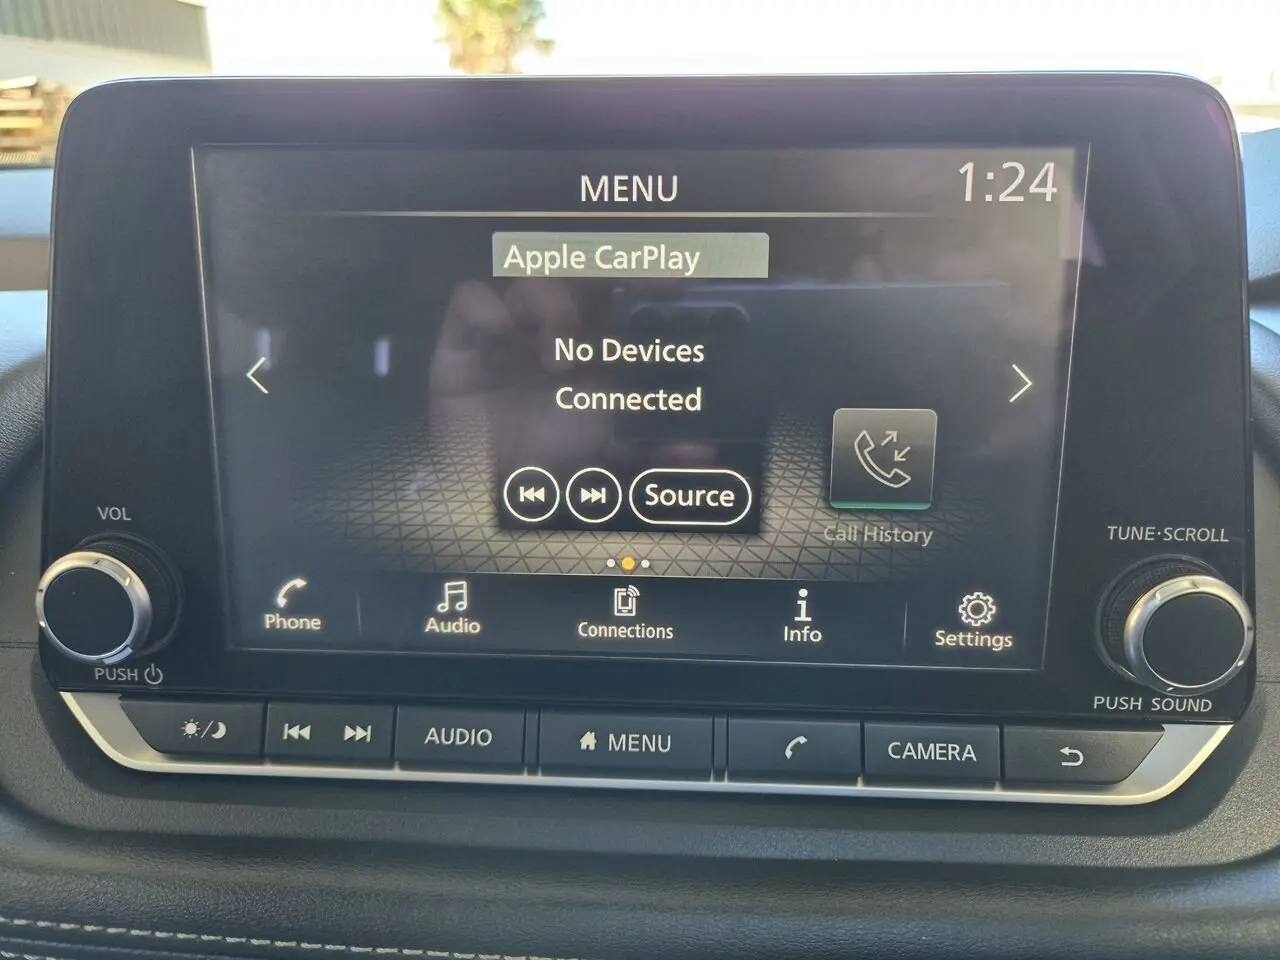 MENU
1:24
Apple CarPlay
No Devices
Connected
Source
Call History
Phone
Audio
Connections
Info
Settings
VOL
PUSH
TUNE·SCROLL
PUSH SOUND
AUDIO
MENU
CAMERA